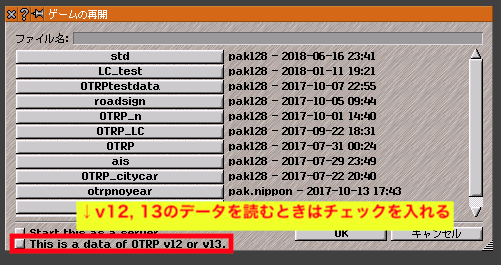 ゲームの再開
ファイル名:
std pak128 - 2018-06-16 23:41
LC_test pak128 - 2018-01-11 19:21
OTRPtestdata pak128 - 2017-10-07 22:55
roadsign pak128 - 2017-10-05 09:44
OTRP_n pak128 - 2017-10-01 14:40
OTRP_LC pak128 - 2017-09-22 18:31
OTRP pak128 - 2017-07-31 00:24
ais pak128 - 2017-07-29 23:49
OTRP_citycar pak128 - 2017-07-22 20:40
otrpnoyear pak.nippon - 2017-10-13 17:43
↓v12, 13のデータを読むときはチェックを入れる
Start this as a server OK キャンセル
This is a data of OTRP v12 or v13.